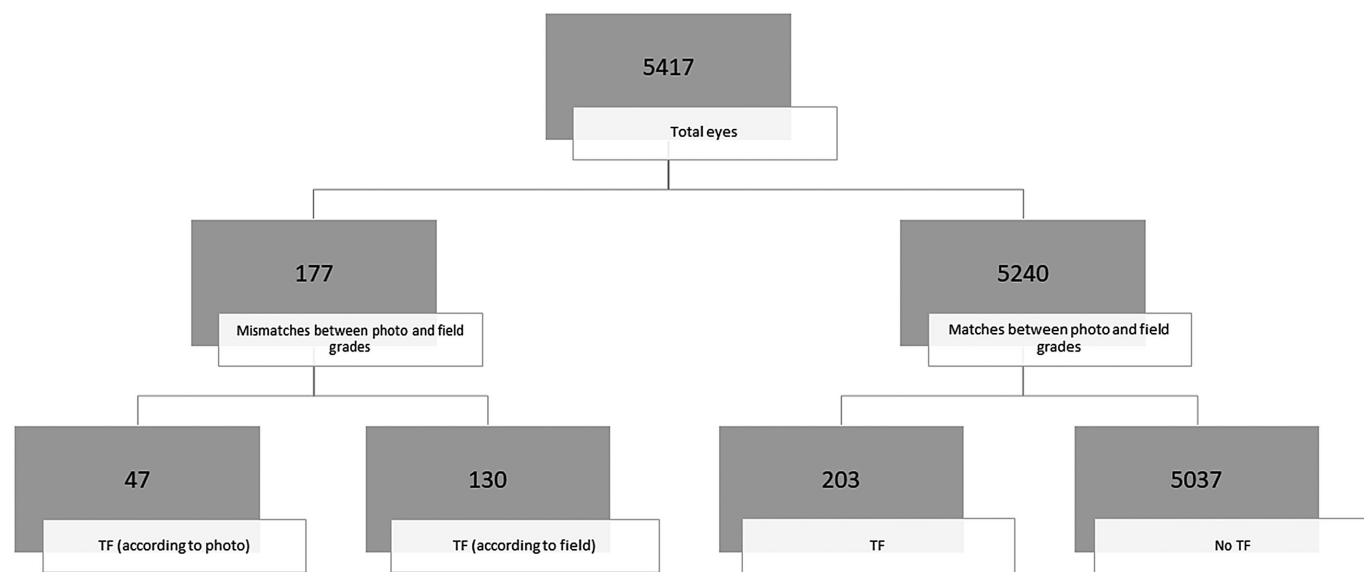 5417
Total eyes
177
Mismatches between photo and field
grades
5240
Matches between photo and field
grades
47
TF (according to photo)
130
TF (according to field)
203
TF
5037
No TF